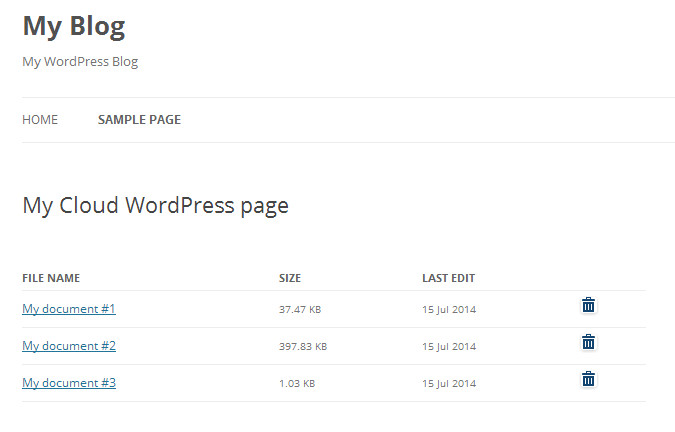 My Blog
My WordPress Blog
HOME SAMPLE PAGE
My Cloud WordPress page
FILE NAME SIZE LAST EDIT
My document #1 37.47 KB 15 Jul 2014
My document #2 397.83 KB 15 Jul 2014
My document #3 1.03 KB 15 Jul 2014